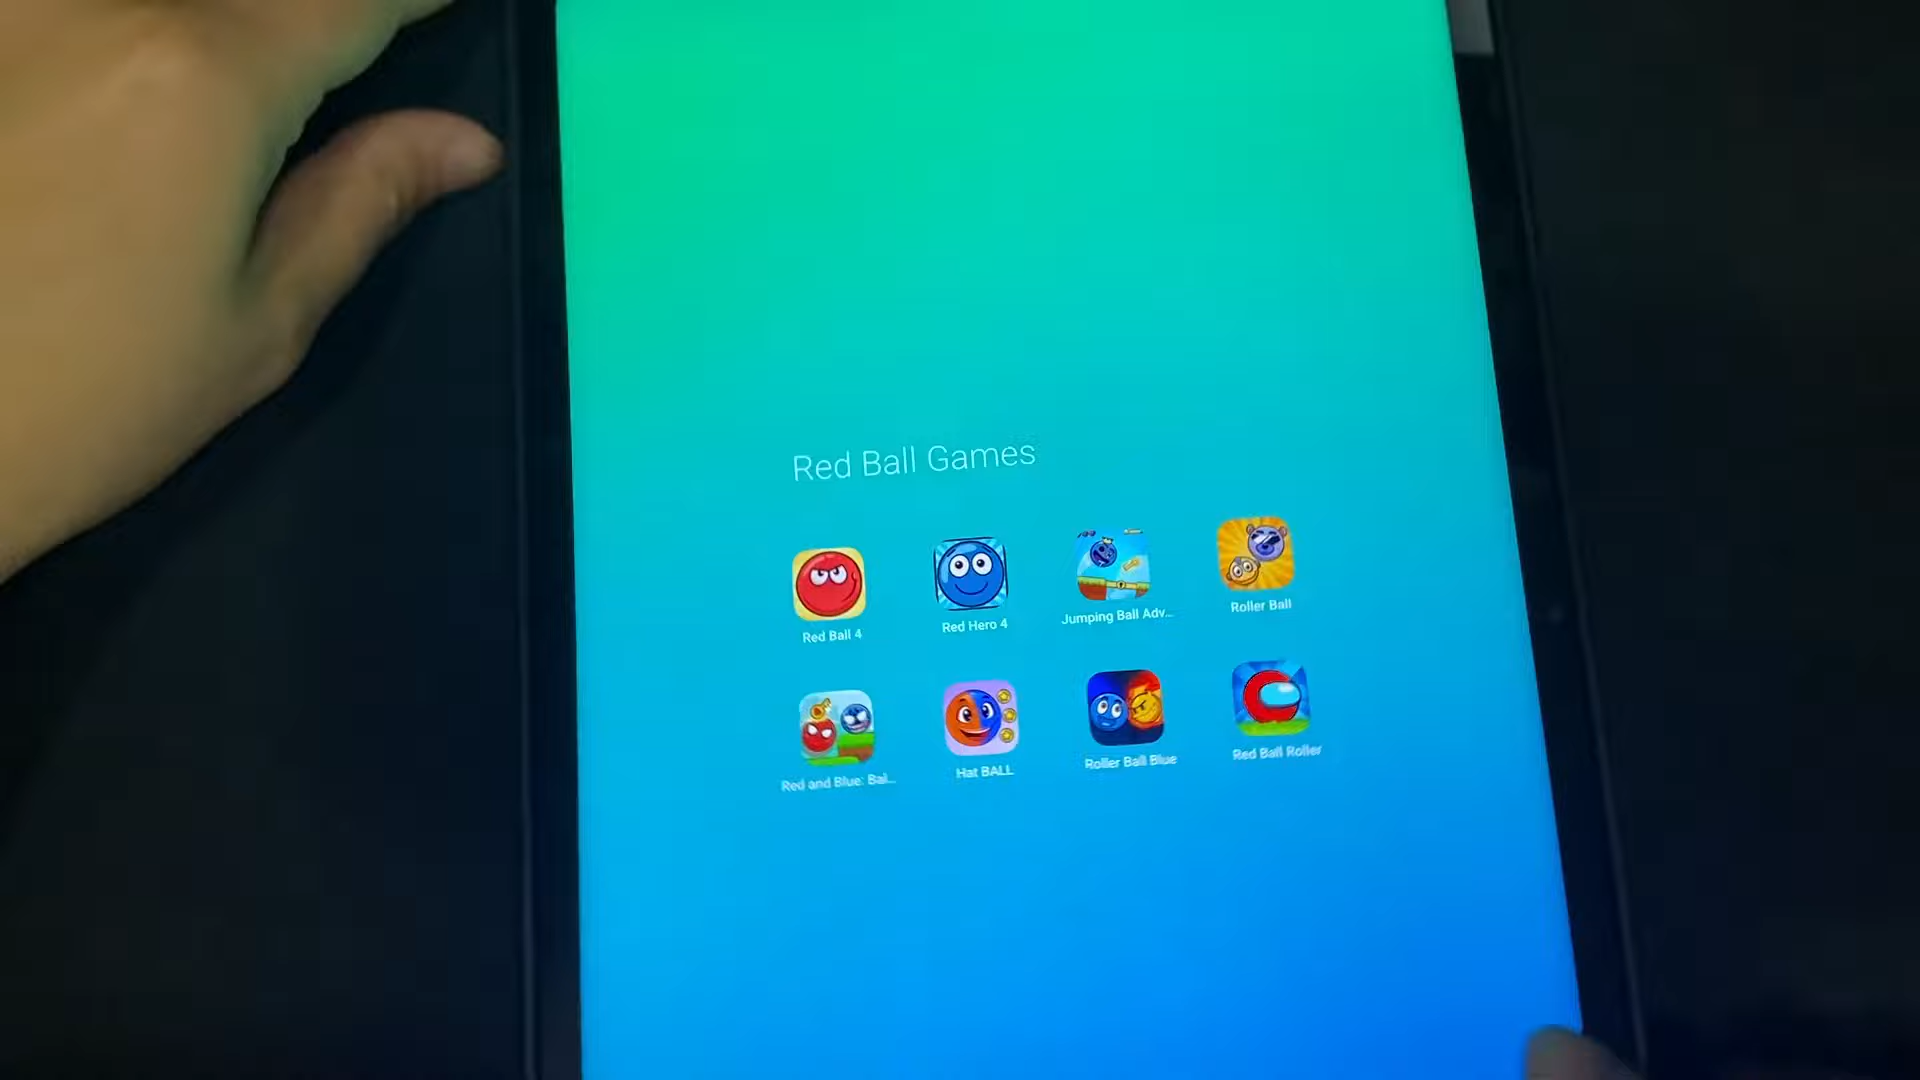 Red Ball Games
Red Ball 4
Red Hero 4
Jumping Ball Adv...
Roller Ball
Red and Blue: Bal...
Hat BALL
Roller Ball Blue
Red Ball Roller